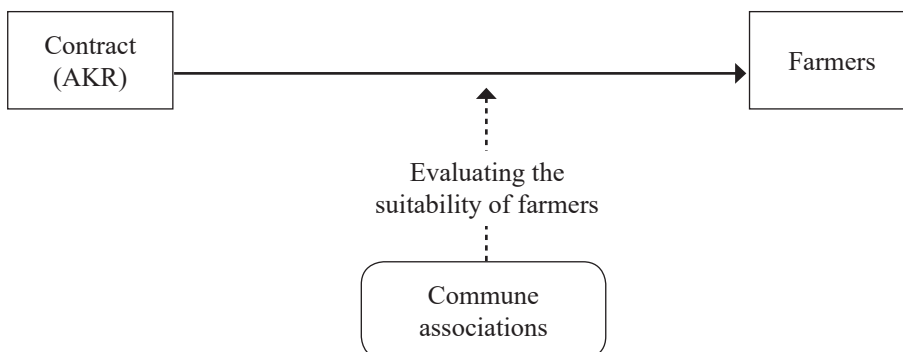 Contract
(AKR)
Farmers
Evaluating the
suitability of farmers
Commune
associations